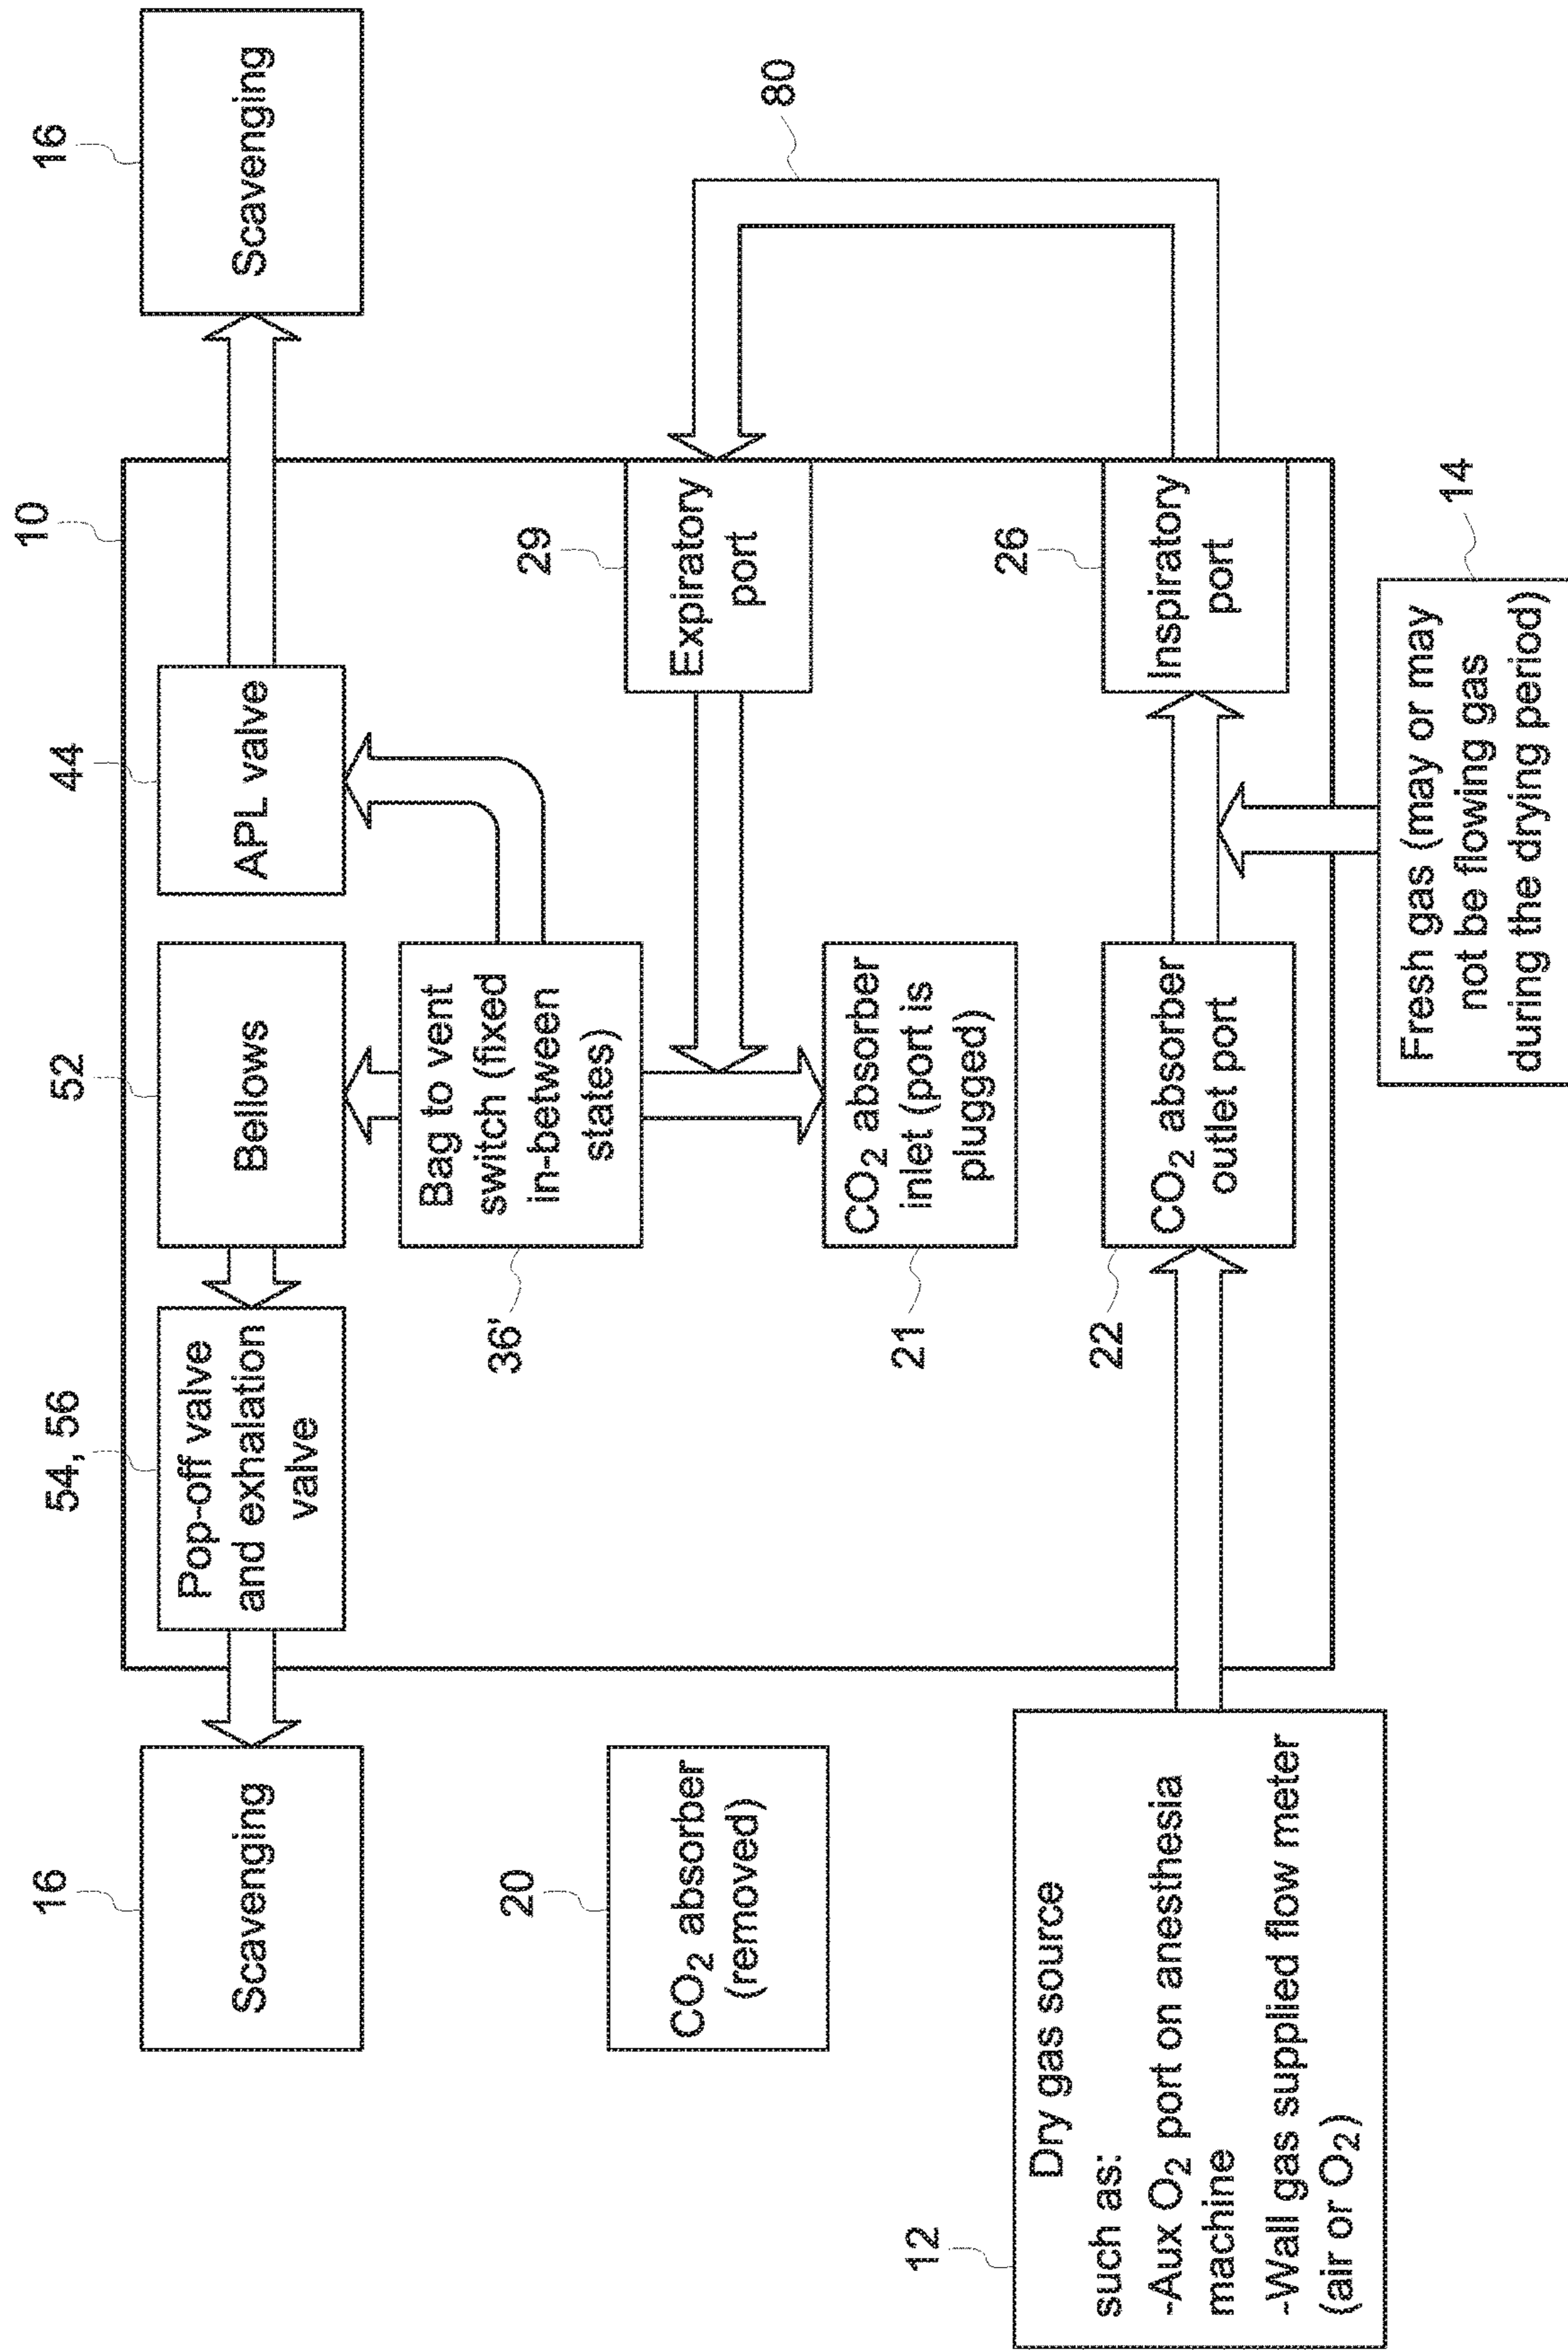 16
Scavenging
54, 56
Pop-off valve
and exhalation
valve
52
Bellows
44
APL valve
10
16
Scavenging
20
CO₂ absorber
(removed)
36'
Bag to vent
switch (fixed
in-between
states)
29
Expiratory
port
80
21
CO₂ absorber
inlet (port is
plugged)
12
Dry gas source
such as:
-Aux O₂ port on anesthesia
machine
-Wall gas supplied flow meter
(air or O₂)
22
CO₂ absorber
outlet port
26
Inspiratory
port
14
Fresh gas (may or may
not be flowing gas
during the drying period)